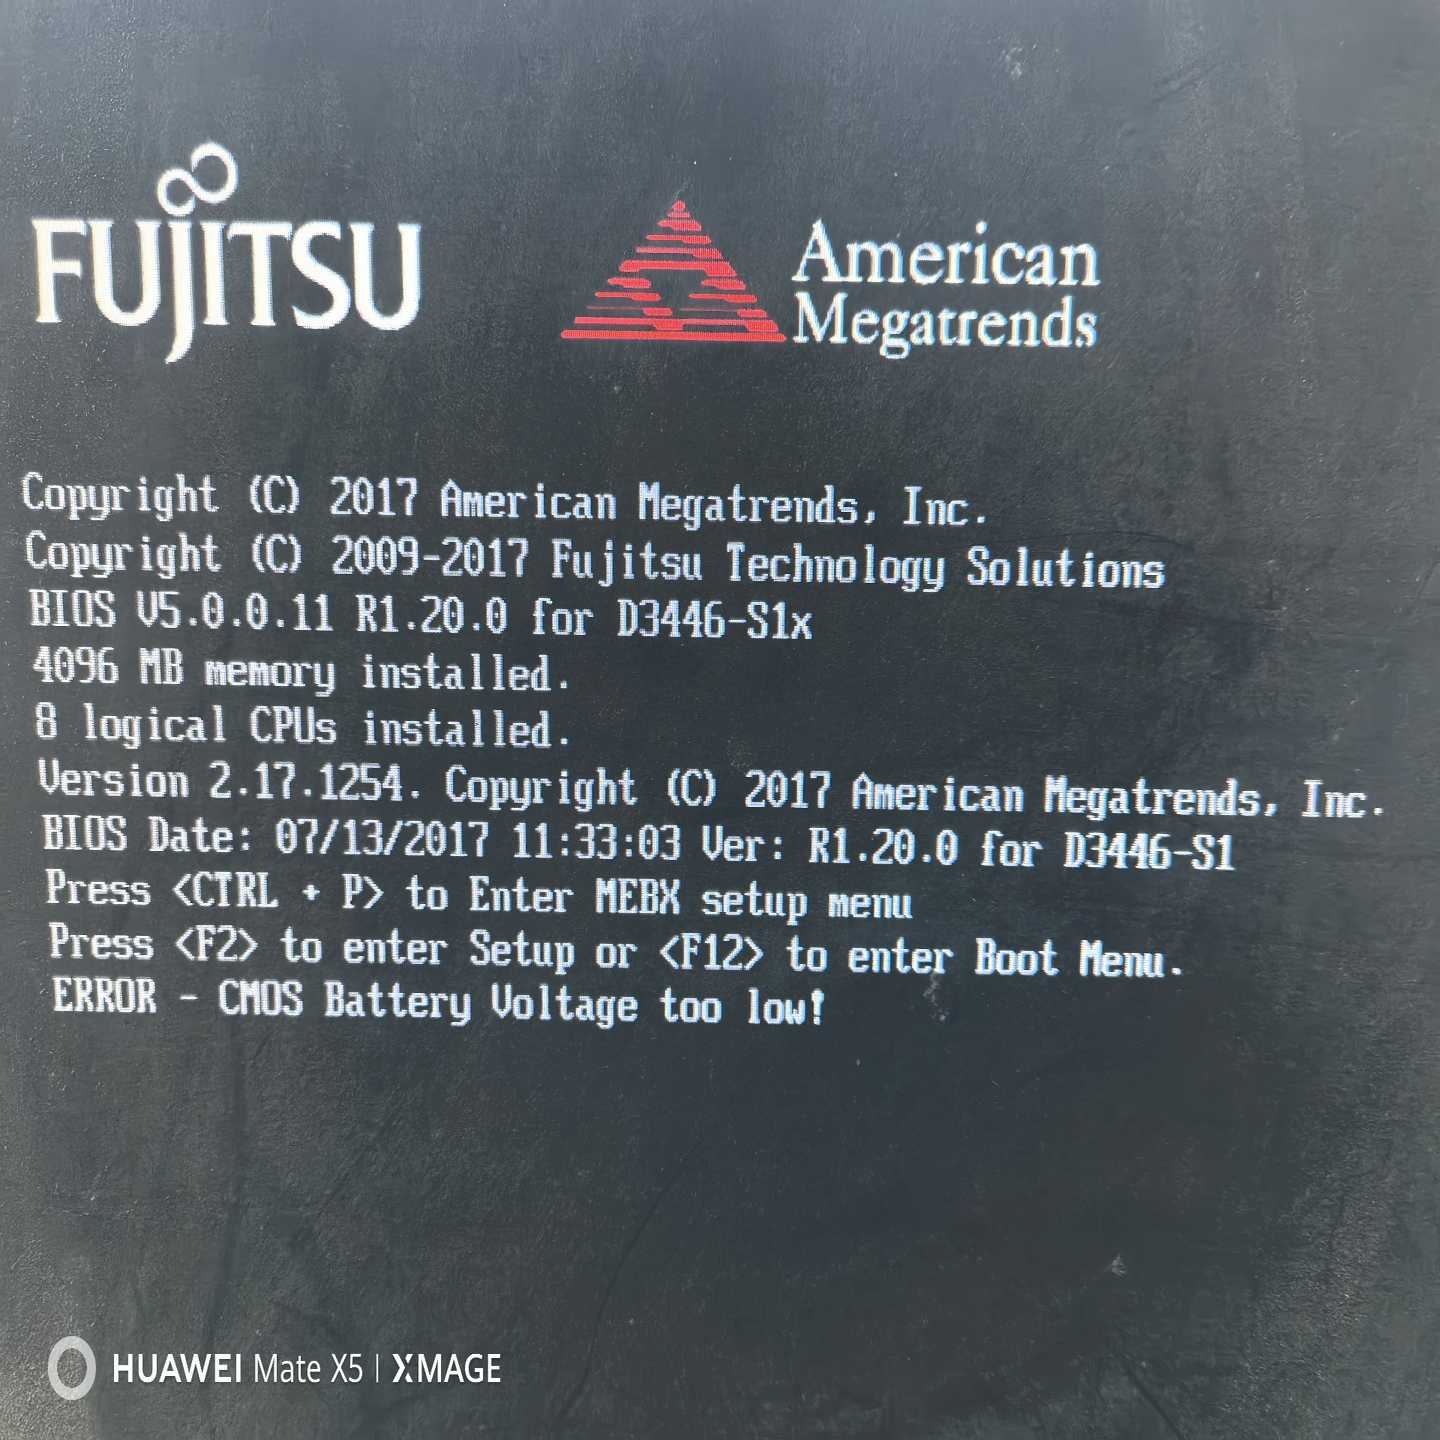 FUJITSU
American
Megatrends
Copyright (C) 2017 American Megatrends, Inc.
Copyright (C) 2009-2017 Fujitsu Technology Solutions
BIOS V5.0.0.11 R1.20.0 for D3446-S1x
4096 MB memory installed.
8 logical CPUs installed.
Version 2.17.1254. Copyright (C) 2017 American Megatrends, Inc.
BIOS Date: 07/13/2017 11:33:03 Ver: R1.20.0 for D3446-S1
Press <CTRL + P> to Enter MEBX setup menu
Press <F2> to enter Setup or <F12> to enter Boot Menu.
ERROR - CMOS Battery Voltage too low!
HUAWEI Mate X5 | XMAGE